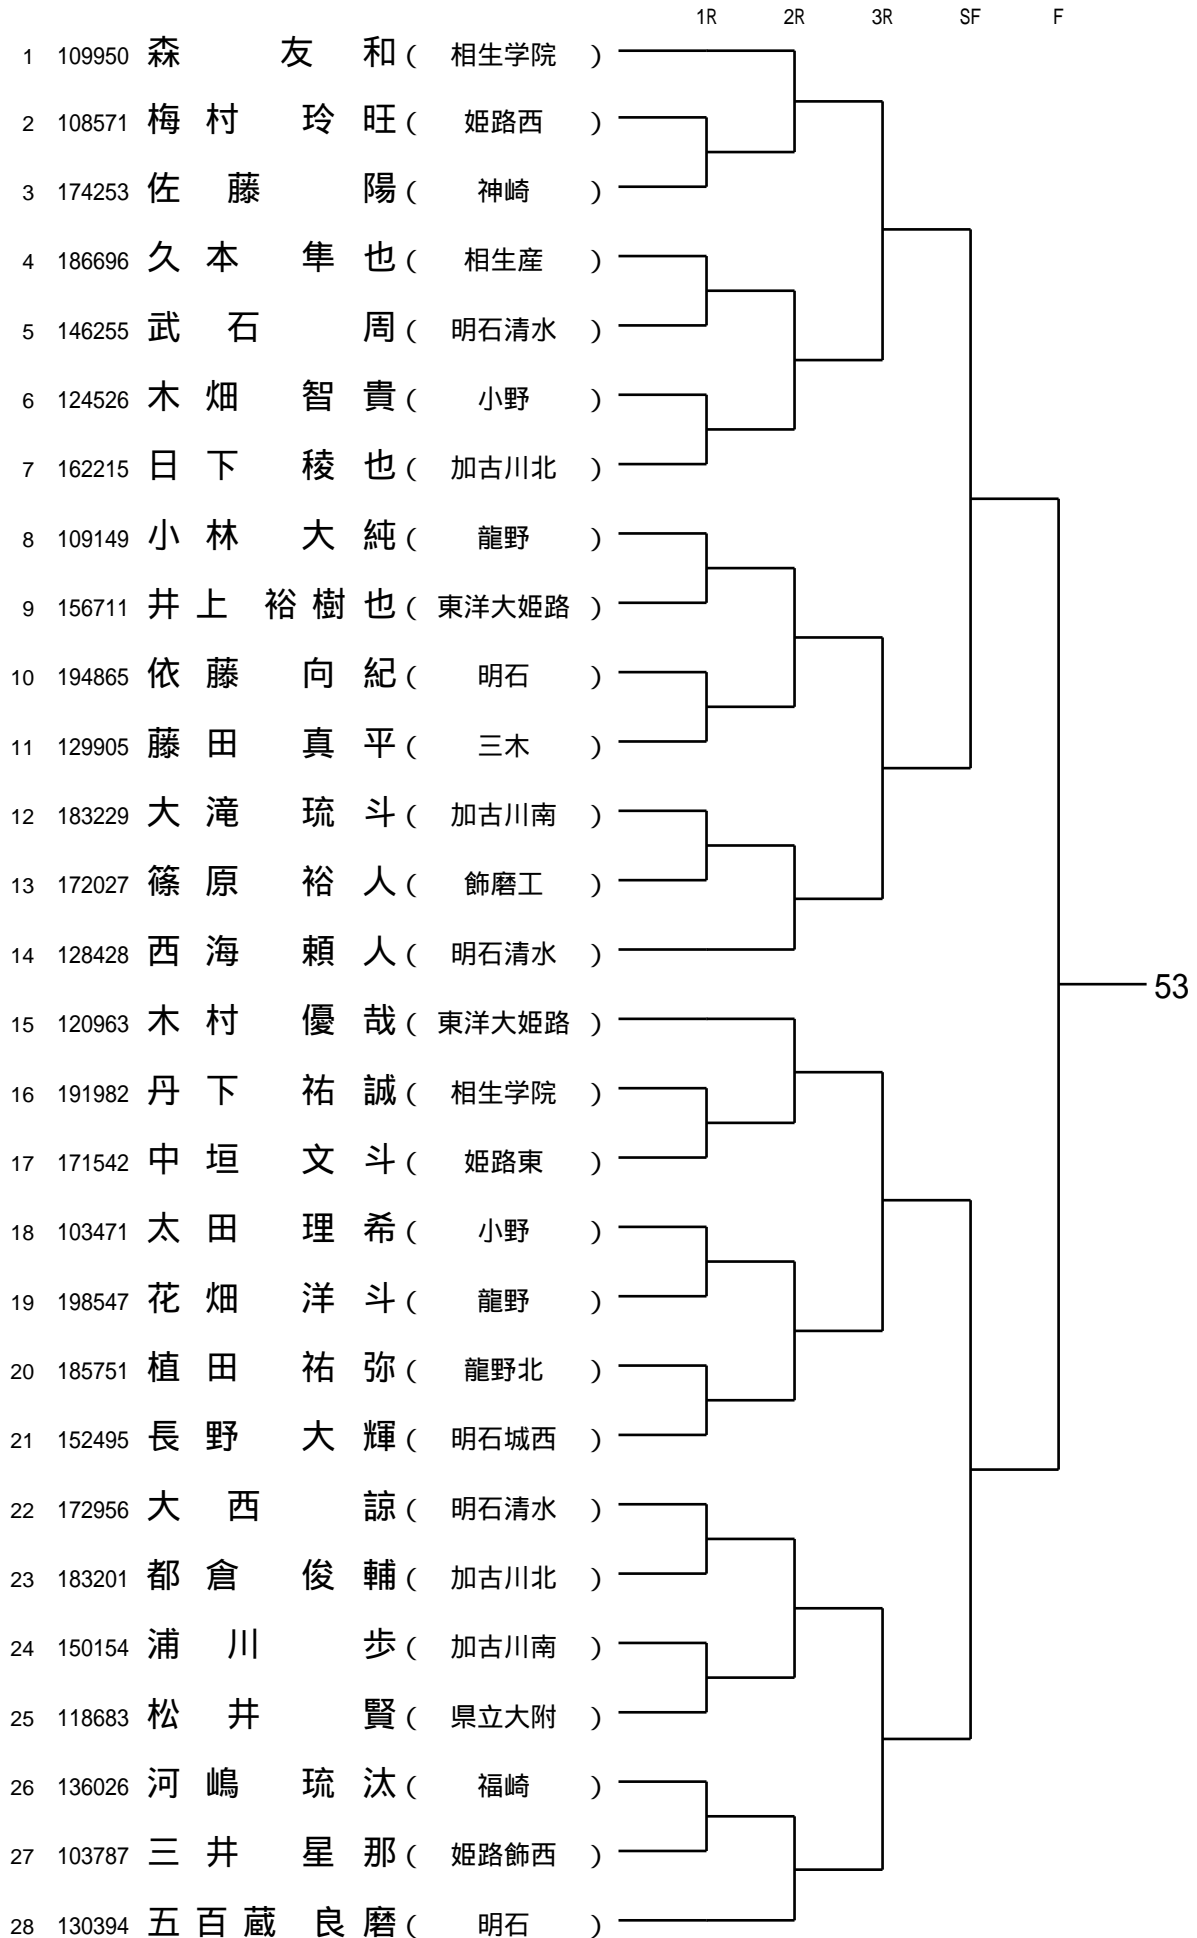 1R 2R 3R SF F
1 109950 森 友 和 ( 相生学院 )
2 108571 梅 村 玲 旺 ( 姫路西 )
3 174253 佐 藤 陽 ( 神崎 )
4 186696 久 本 隼 也 ( 相生産 )
5 146255 武 石 周 ( 明石清水 )
6 124526 木 畑 智 貴 ( 小野 )
7 162215 日 下 稜 也 ( 加古川北 )
8 109149 小 林 大 純 ( 龍野 )
9 156711 井 上 裕 樹 也 ( 東洋大姫路 )
10 194865 依 藤 向 紀 ( 明石 )
11 129905 藤 田 真 平 ( 三木 )
12 183229 大 滝 琉 斗 ( 加古川南 )
13 172027 篠 原 裕 人 ( 飾磨工 )
14 128428 西 海 頼 人 ( 明石清水 )
53
15 120963 木 村 優 哉 ( 東洋大姫路 )
16 191982 丹 下 祐 誠 ( 相生学院 )
17 171542 中 垣 文 斗 ( 姫路東 )
18 103471 太 田 理 希 ( 小野 )
19 198547 花 畑 洋 斗 ( 龍野 )
20 185751 植 田 祐 弥 ( 龍野北 )
21 152495 長 野 大 輝 ( 明石城西 )
22 172956 大 西 諒 ( 明石清水 )
23 183201 都 倉 俊 輔 ( 加古川北 )
24 150154 浦 川 歩 ( 加古川南 )
25 118683 松 井 賢 ( 県立大附 )
26 136026 河 嶋 琉 汰 ( 福崎 )
27 103787 三 井 星 那 ( 姫路飾西 )
28 130394 五 百 蔵 良 磨 ( 明石 )